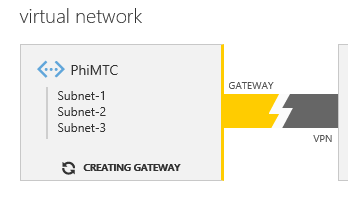 virtual network
PhiMTC
Subnet-1
Subnet-2
Subnet-3
GATEWAY
VPN
CREATING GATEWAY